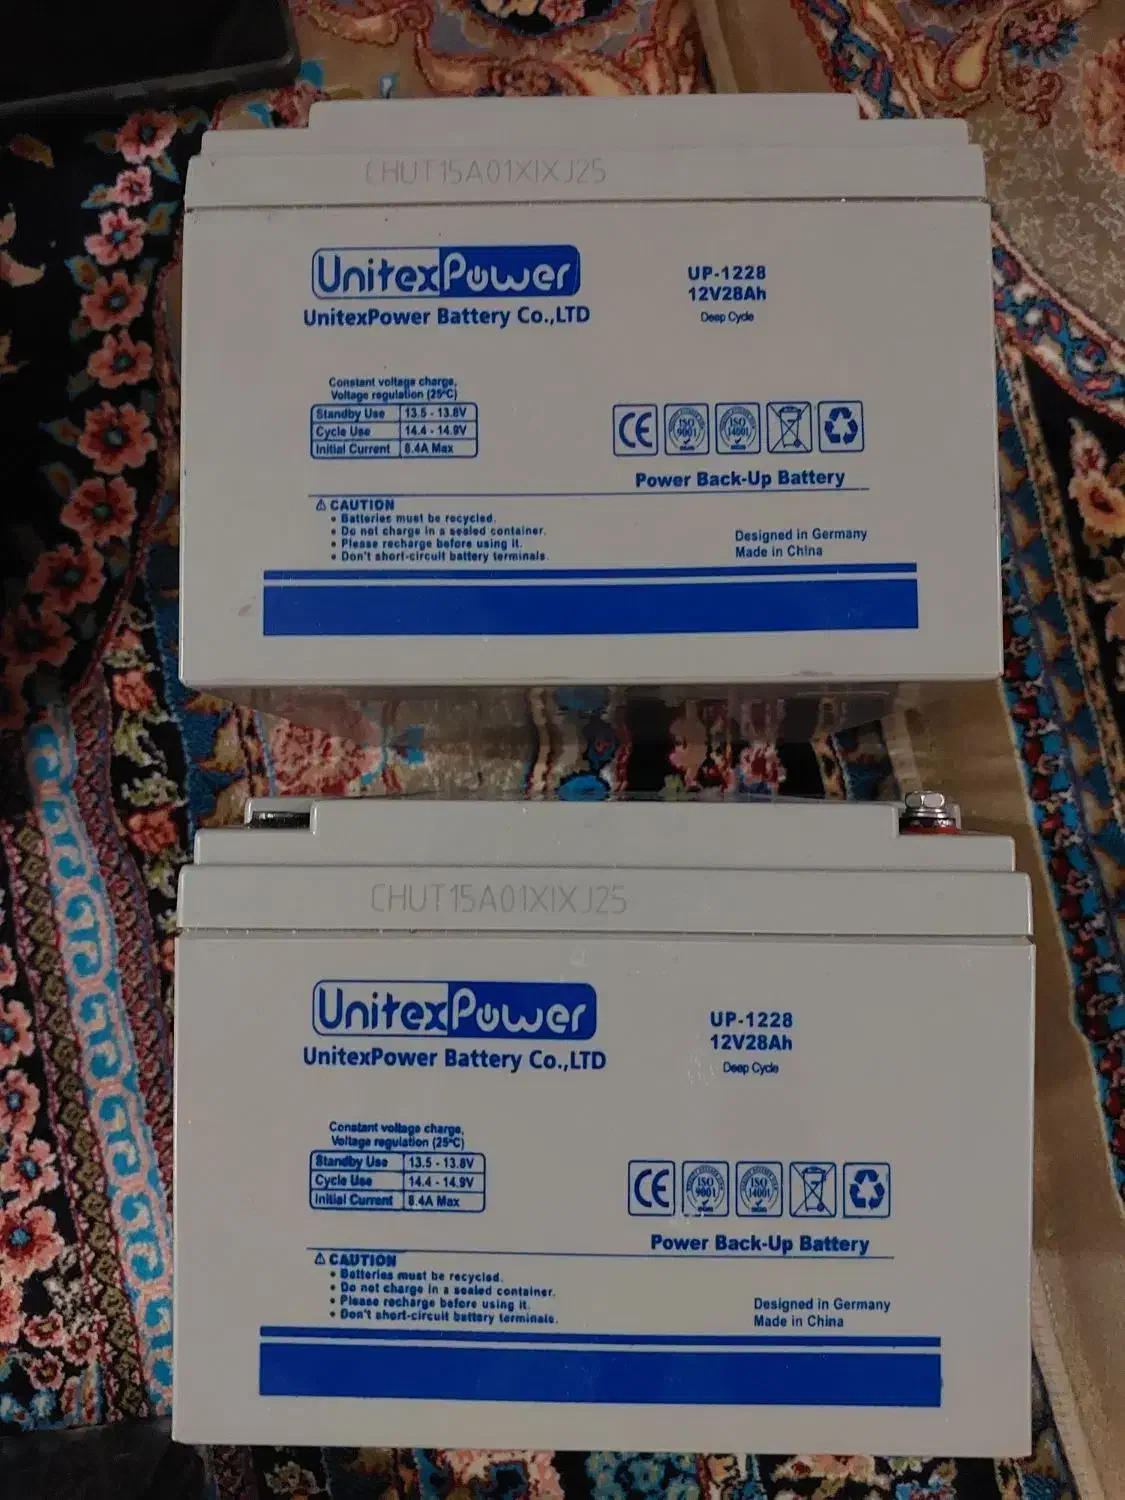 CHUT15A01XIXJ25
UnitexPower
UnitexPower Battery Co.,LTD
UP-1228
12V28Ah
Deep Cycle
Constant voltage charge,
Voltage regulation (25°C)
Standby Use 13.5 - 13.8V
Cycle Use 14.4 - 14.9V
Initial Current 8.4A Max
CE
ISO 9001
ISO 14001
Power Back-Up Battery
⚠ CAUTION
• Batteries must be recycled.
• Do not charge in a sealed container.
• Please recharge before using it.
• Don't short-circuit battery terminals.
Designed in Germany
Made in China
CHUT15A01XIXJ25
UnitexPower
UnitexPower Battery Co.,LTD
UP-1228
12V28Ah
Deep Cycle
Constant voltage charge,
Voltage regulation (25°C)
Standby Use 13.5 - 13.8V
Cycle Use 14.4 - 14.9V
Initial Current 8.4A Max
CE
ISO 9001
ISO 14001
Power Back-Up Battery
⚠ CAUTION
• Batteries must be recycled.
• Do not charge in a sealed container.
• Please recharge before using it.
• Don't short-circuit battery terminals.
Designed in Germany
Made in China